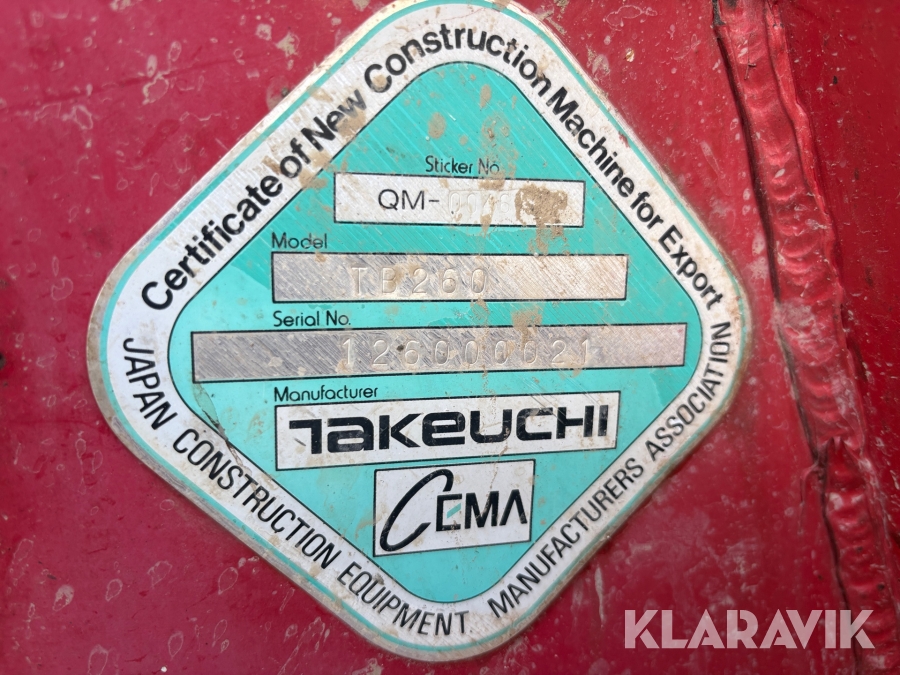 Certificate of New Construction Machine for Export
Sticker No.
QM-
Model
TB260
Serial No.
126000621
Manufacturer
TAKEUCHI
CEMA
JAPAN CONSTRUCTION EQUIPMENT MANUFACTURERS ASSOCIATION
KLARAVIK